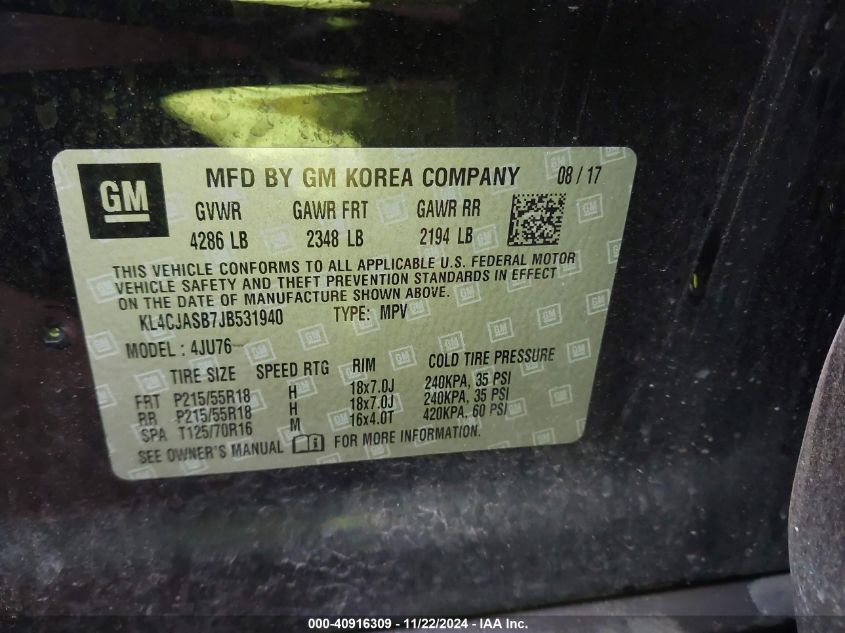 GM
MFD BY GM KOREA COMPANY 08/17
GVWR GAWR FRT GAWR RR
4286 LB 2348 LB 2194 LB
THIS VEHICLE CONFORMS TO ALL APPLICABLE U.S. FEDERAL MOTOR
VEHICLE SAFETY AND THEFT PREVENTION STANDARDS IN EFFECT
ON THE DATE OF MANUFACTURE SHOWN ABOVE.
KL4CJASB7JB531940 TYPE: MPV
MODEL : 4JU76
TIRE SIZE SPEED RTG RIM COLD TIRE PRESSURE
FRT P215/55R18 H 18x7.0J 240KPA, 35 PSI
RR P215/55R18 H 18x7.0J 240KPA, 35 PSI
SPA T125/70R16 M 16x4.0T 420KPA, 60 PSI
SEE OWNER'S MANUAL FOR MORE INFORMATION.
000-40916309 - 11/22/2024 - IAA Inc.